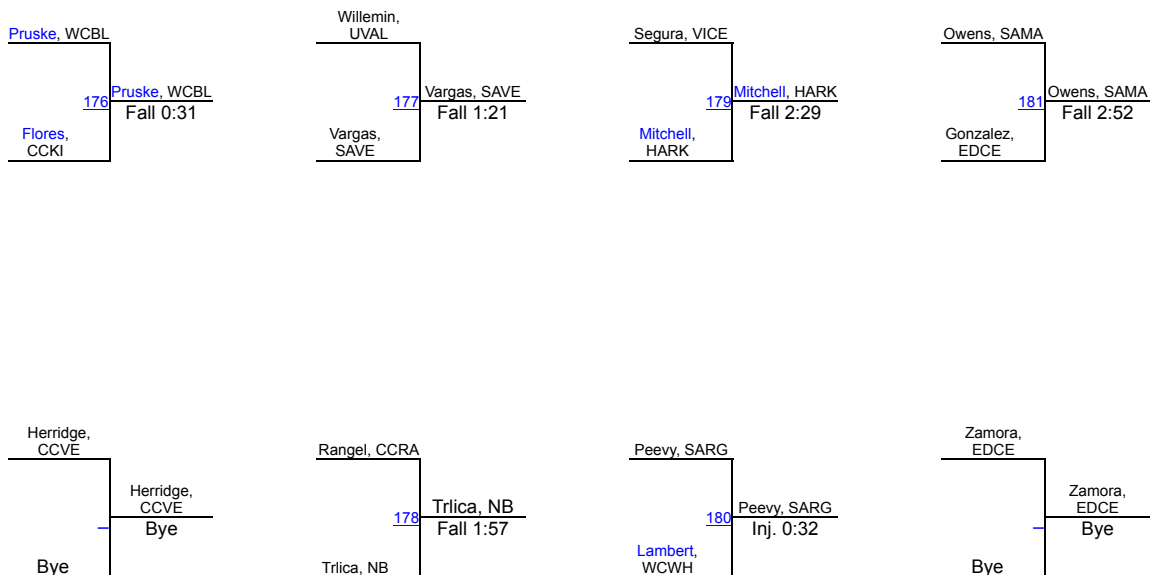 Pruske, WCBL
176
Pruske, WCBL
Fall 0:31
Flores,
CCKI
Willemin,
UVAL
177
Vargas, SAVE
Fall 1:21
Vargas,
SAVE
Segura, VICE
179
Mitchell, HARK
Fall 2:29
Mitchell,
HARK
Owens, SAMA
181
Owens, SAMA
Fall 2:52
Gonzalez,
EDCE
Herridge,
CCVE
Herridge,
CCVE
Bye
Bye
Rangel, CCRA
178
Trlica, NB
Fall 1:57
Trlica, NB
Peevy, SARG
180
Peevy, SARG
Inj. 0:32
Lambert,
WCWH
Zamora,
EDCE
Zamora,
EDCE
Bye
Bye